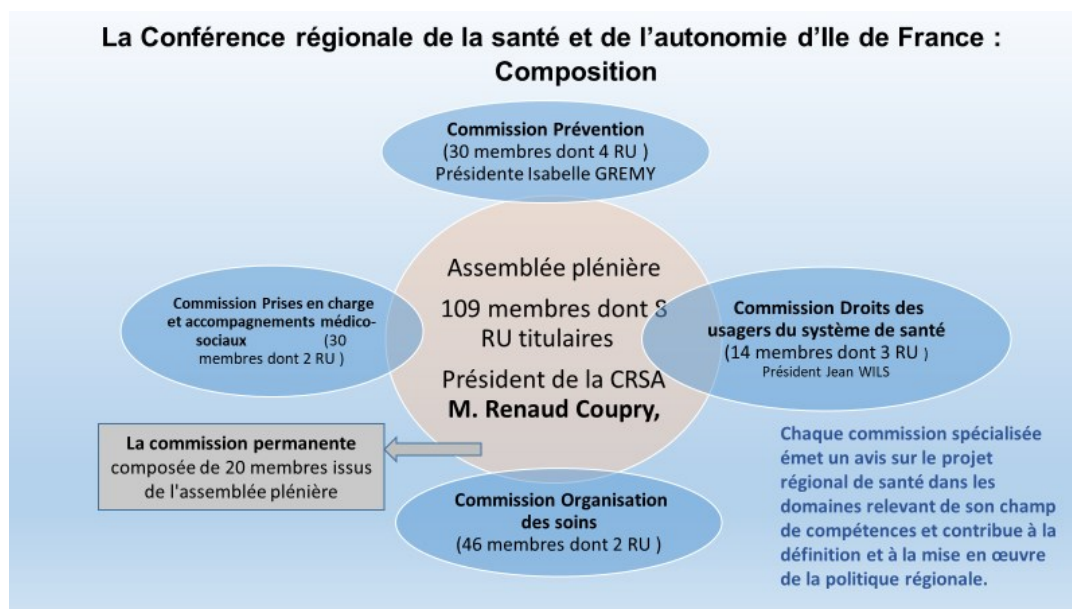 La Conférence régionale de la santé et de l’autonomie d’Ile de France :
Composition
Commission Prévention
(30 membres dont 4 RU )
Présidente Isabelle GREMY
Assemblée plénière
109 membres dont 8
RU titulaires
Président de la CRSA
M. Renaud Coupry,
Commission Prises en charge
et accompagnements médico-
sociaux (30
membres dont 2 RU )
Commission Droits des
usagers du système de santé
(14 membres dont 3 RU )
Président Jean WILS
La commission permanente
composée de 20 membres issus
de l'assemblée plénière
Commission Organisation
des soins
(46 membres dont 2 RU )
Chaque commission spécialisée
émet un avis sur le projet
régional de santé dans les
domaines relevant de son champ
de compétences et contribue à la
définition et à la mise en œuvre
de la politique régionale.